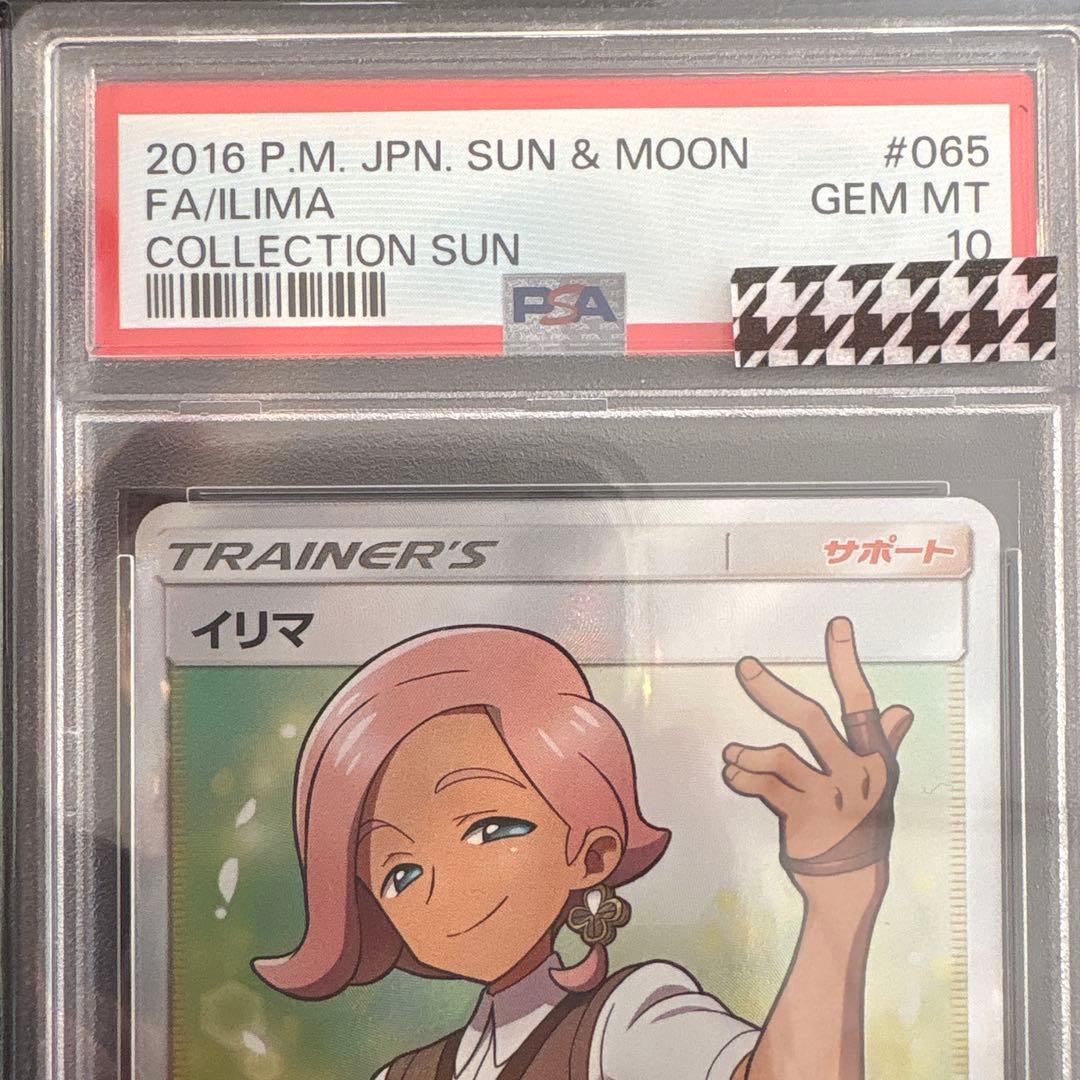 2016 P.M. JPN. SUN & MOON #065
FA/ILIMA GEM MT
COLLECTION SUN 10
PSA
TRAINER'S サポート
イリマ